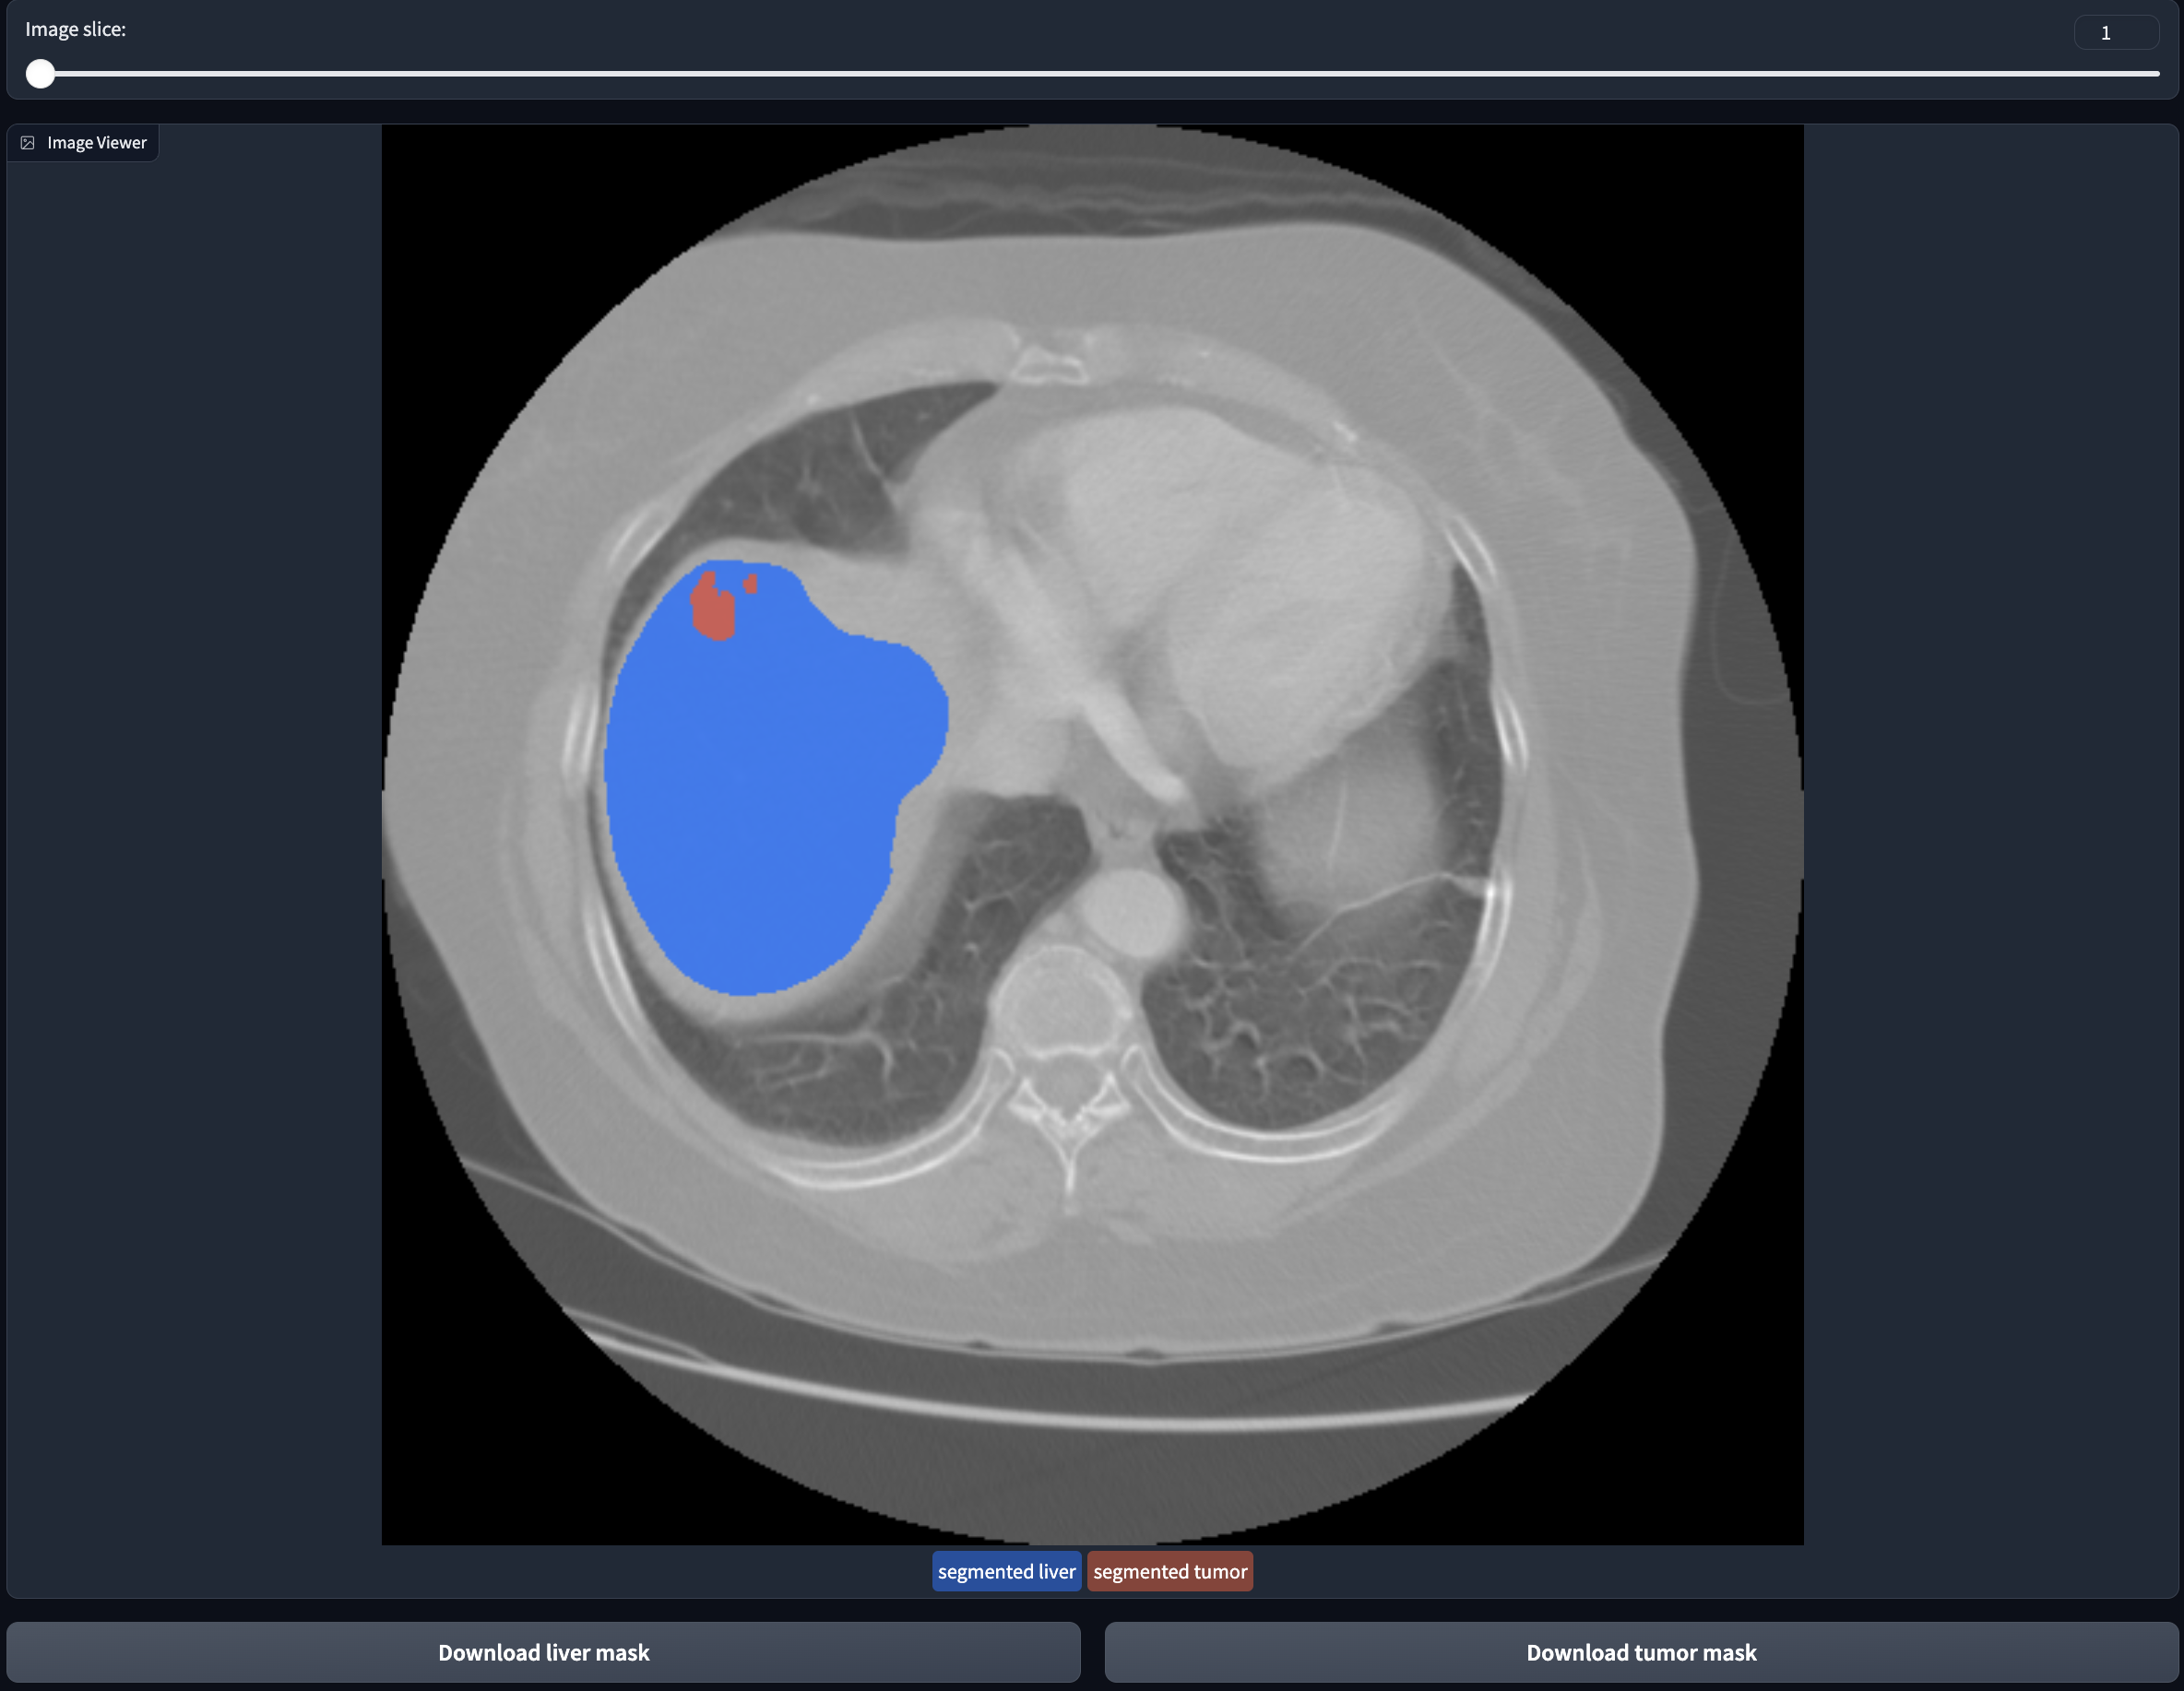 Image slice:
1
Image Viewer
segmented liver segmented tumor
Download liver mask Download tumor mask